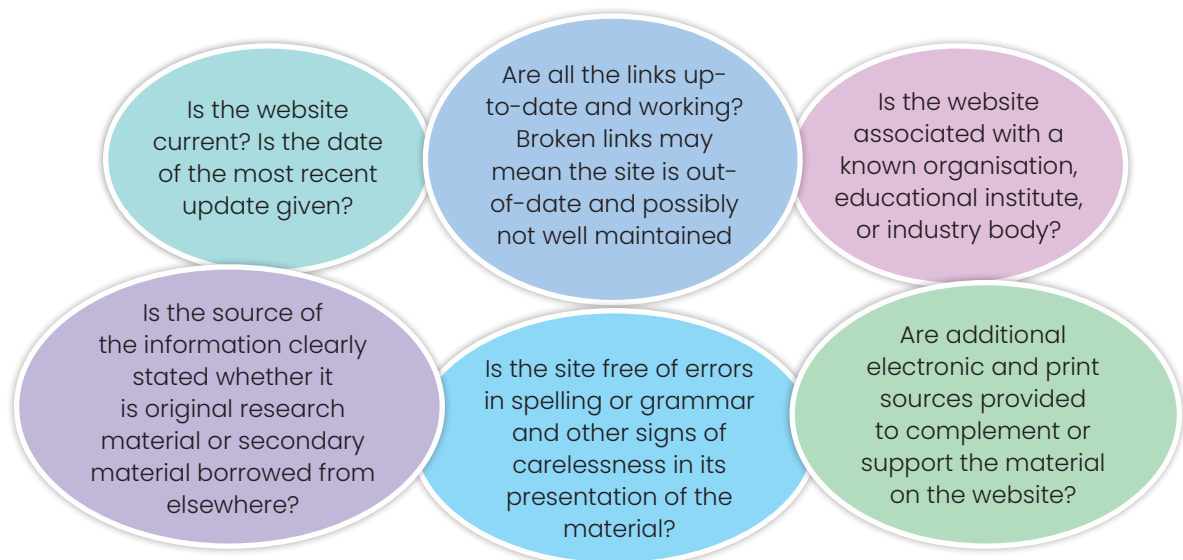 Is the website
current? Is the date
of the most recent
update given?
Are all the links up-
to-date and working?
Broken links may
mean the site is out-
of-date and possibly
not well maintained
Is the website
associated with a
known organisation,
educational institute,
or industry body?
Is the source of
the information clearly
stated whether it
is original research
material or secondary
material borrowed from
elsewhere?
Is the site free of errors
in spelling or grammar
and other signs of
carelessness in its
presentation of the
material?
Are additional
electronic and print
sources provided
to complement or
support the material
on the website?